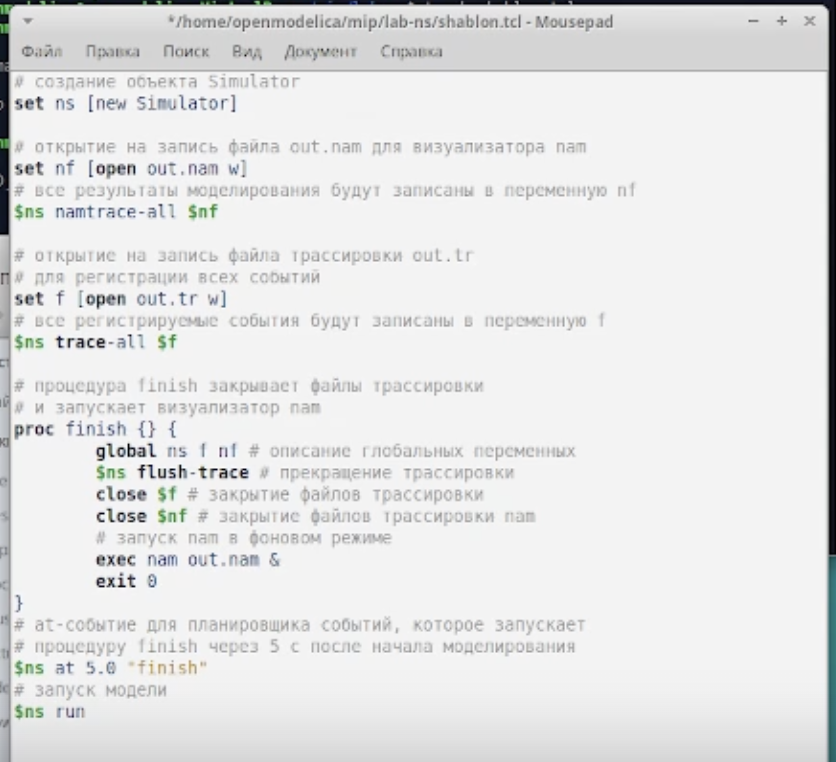 */home/openmodelica/mip/lab-ns/shablon.tcl - Mousepad
Файл Правка Поиск Вид Документ Справка
# создание объекта Simulator
set ns [new Simulator]
# открытие на запись файла out.nam для визуализатора nam
set nf [open out.nam w]
# все результаты моделирования будут записаны в переменную nf
$ns namtrace-all $nf
# открытие на запись файла трассировки out.tr
# для регистрации всех событий
set f [open out.tr w]
# все регистрируемые события будут записаны в переменную f
$ns trace-all $f
# процедура finish закрывает файлы трассировки
# и запускает визуализатор nam
proc finish {} {
global ns f nf # описание глобальных переменных
$ns flush-trace # прекращение трассировки
close $f # закрытие файлов трассировки
close $nf # закрытие файлов трассировки nam
# запуск nam в фоновом режиме
exec nam out.nam &
exit 0
}
# at-событие для планировщика событий, которое запускает
# процедуру finish через 5 с после начала моделирования
$ns at 5.0 "finish"
# запуск модели
$ns run